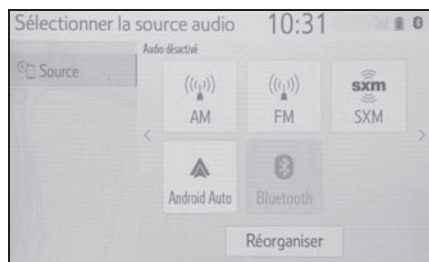 Sélectionner la source audio 10:31
Audio désactivé
Source
AM
FM
sxm
SXM
Android Auto
Bluetooth
Réorganiser